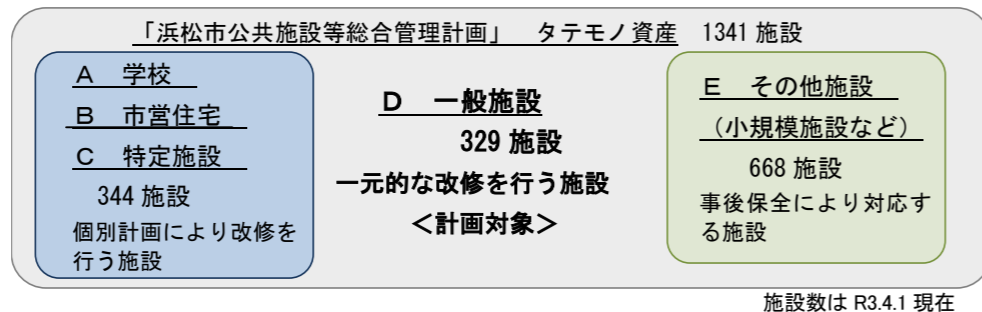 「浜松市公共施設等総合管理計画」 タテモノ資産 1341 施設
A 学校
B 市営住宅
C 特定施設
344 施設
個別計画により改修を
行う施設
D 一般施設
329 施設
一元的な改修を行う施設
<計画対象>
E その他施設
（小規模施設など）
668 施設
事後保全により対応す
る施設
施設数は R3.4.1 現在